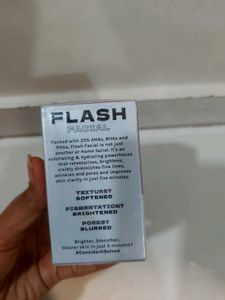 FLASH
FACIAL
Packed with 25% AHAs, BHAs and
PHAs, Flash Facial is not just
another at-home facial. It's an
exfoliating & hydrating powerhouse
that retexturizes, brightens,
visibly diminishes fine lines,
wrinkles and pores and improves
skin clarity in just five minutes.
TEXTURE?
SOFTENED
PIGMENTATION?
BRIGHTENED
PORES?
BLURRED
Brighter, Smoother,
Clearer skin in just 5 minutes?
#ConsideritSolved